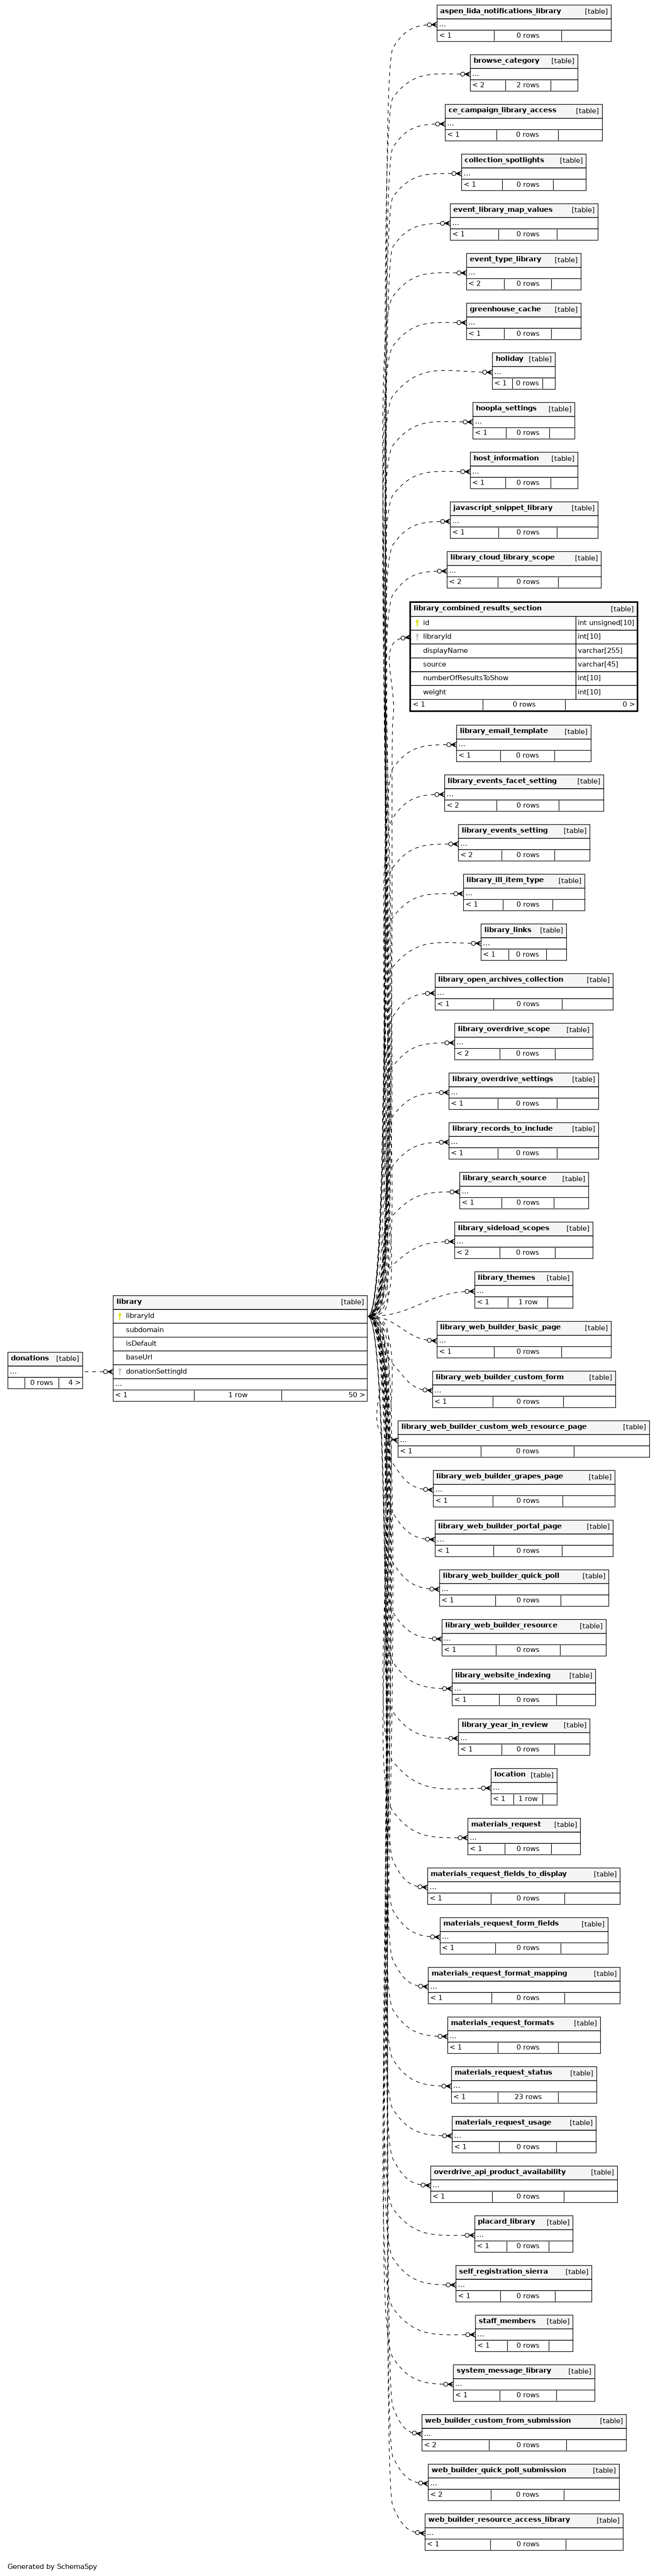 aspen_lida_notifications_library [table]
...
< 1 0 rows
browse_category [table]
...
< 2 2 rows
ce_campaign_library_access [table]
...
< 1 0 rows
collection_spotlights [table]
...
< 1 0 rows
event_library_map_values [table]
...
< 1 0 rows
event_type_library [table]
...
< 2 0 rows
greenhouse_cache [table]
...
< 1 0 rows
holiday [table]
...
< 1 0 rows
hoopla_settings [table]
...
< 1 0 rows
host_information [table]
...
< 1 0 rows
javascript_snippet_library [table]
...
< 1 0 rows
library_cloud_library_scope [table]
...
< 2 0 rows
library_combined_results_section [table]
id int unsigned[10]
libraryId int[10]
displayName varchar[255]
source varchar[45]
numberOfResultsToShow int[10]
weight int[10]
< 1 0 rows 0 >
library_email_template [table]
...
< 1 0 rows
library_events_facet_setting [table]
...
< 2 0 rows
library_events_setting [table]
...
< 2 0 rows
library_ill_item_type [table]
...
< 1 0 rows
library_links [table]
...
< 1 0 rows
library_open_archives_collection [table]
...
< 1 0 rows
library_overdrive_scope [table]
...
< 2 0 rows
library_overdrive_settings [table]
...
< 1 0 rows
library_records_to_include [table]
...
< 1 0 rows
library_search_source [table]
...
< 1 0 rows
library_sideload_scopes [table]
...
< 2 0 rows
library_themes [table]
...
< 1 1 row
library [table]
libraryId
subdomain
isDefault
baseUrl
donationSettingId
...
< 1 1 row 50 >
donations [table]
...
0 rows 4 >
library_web_builder_basic_page [table]
...
< 1 0 rows
library_web_builder_custom_form [table]
...
< 1 0 rows
library_web_builder_custom_web_resource_page [table]
...
< 1 0 rows
library_web_builder_grapes_page [table]
...
< 1 0 rows
library_web_builder_portal_page [table]
...
< 1 0 rows
library_web_builder_quick_poll [table]
...
< 1 0 rows
library_web_builder_resource [table]
...
< 1 0 rows
library_website_indexing [table]
...
< 1 0 rows
library_year_in_review [table]
...
< 1 0 rows
location [table]
...
< 1 1 row
materials_request [table]
...
< 1 0 rows
materials_request_fields_to_display [table]
...
< 1 0 rows
materials_request_form_fields [table]
...
< 1 0 rows
materials_request_format_mapping [table]
...
< 1 0 rows
materials_request_formats [table]
...
< 1 0 rows
materials_request_status [table]
...
< 1 23 rows
materials_request_usage [table]
...
< 1 0 rows
overdrive_api_product_availability [table]
...
< 1 0 rows
placard_library [table]
...
< 1 0 rows
self_registration_sierra [table]
...
< 1 0 rows
staff_members [table]
...
< 1 0 rows
system_message_library [table]
...
< 1 0 rows
web_builder_custom_from_submission [table]
...
< 2 0 rows
web_builder_quick_poll_submission [table]
...
< 2 0 rows
web_builder_resource_access_library [table]
...
< 1 0 rows
Generated by SchemaSpy